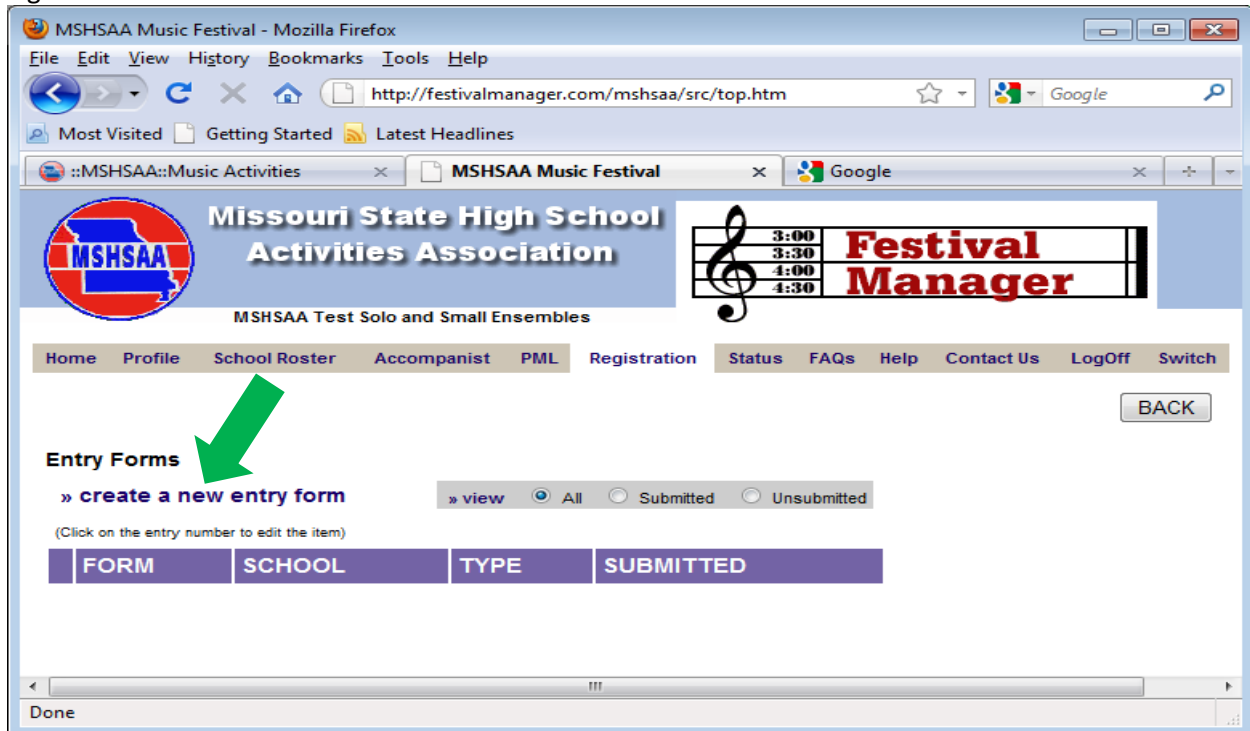 MSHSAA Music Festival - Mozilla Firefox
File Edit View History Bookmarks Tools Help
http://festivalmanager.com/mshsaa/src/top.htm Google
Most Visited Getting Started Latest Headlines
::MSHSAA::Music Activities MSHSAA Music Festival Google
Missouri State High School
Activities Association
MSHSAA
3:00
3:30
4:00
4:30
Festival
Manager
MSHSAA Test Solo and Small Ensembles
Home Profile School Roster Accompanist PML Registration Status FAQs Help Contact Us LogOff Switch
BACK
Entry Forms
» create a new entry form » view All Submitted Unsubmitted
(Click on the entry number to edit the item)
FORM SCHOOL TYPE SUBMITTED
Done